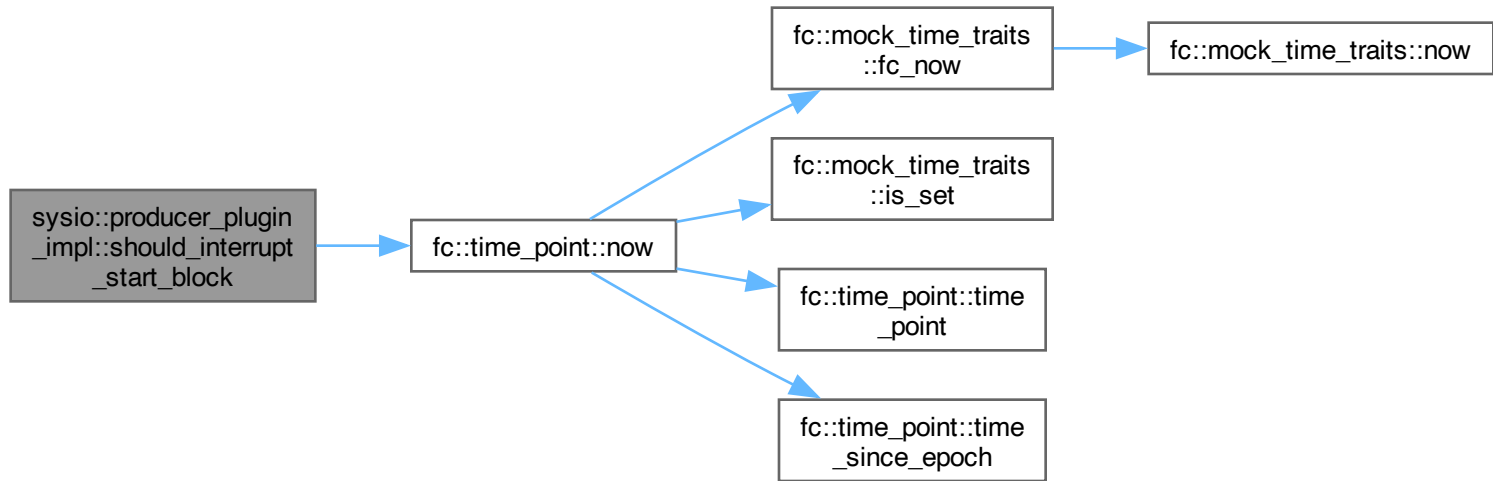 sysio::producer_plugin
_impl::should_interrupt
_start_block
fc::time_point::now
fc::mock_time_traits
::fc_now
fc::mock_time_traits::now
fc::mock_time_traits
::is_set
fc::time_point::time
_point
fc::time_point::time
_since_epoch